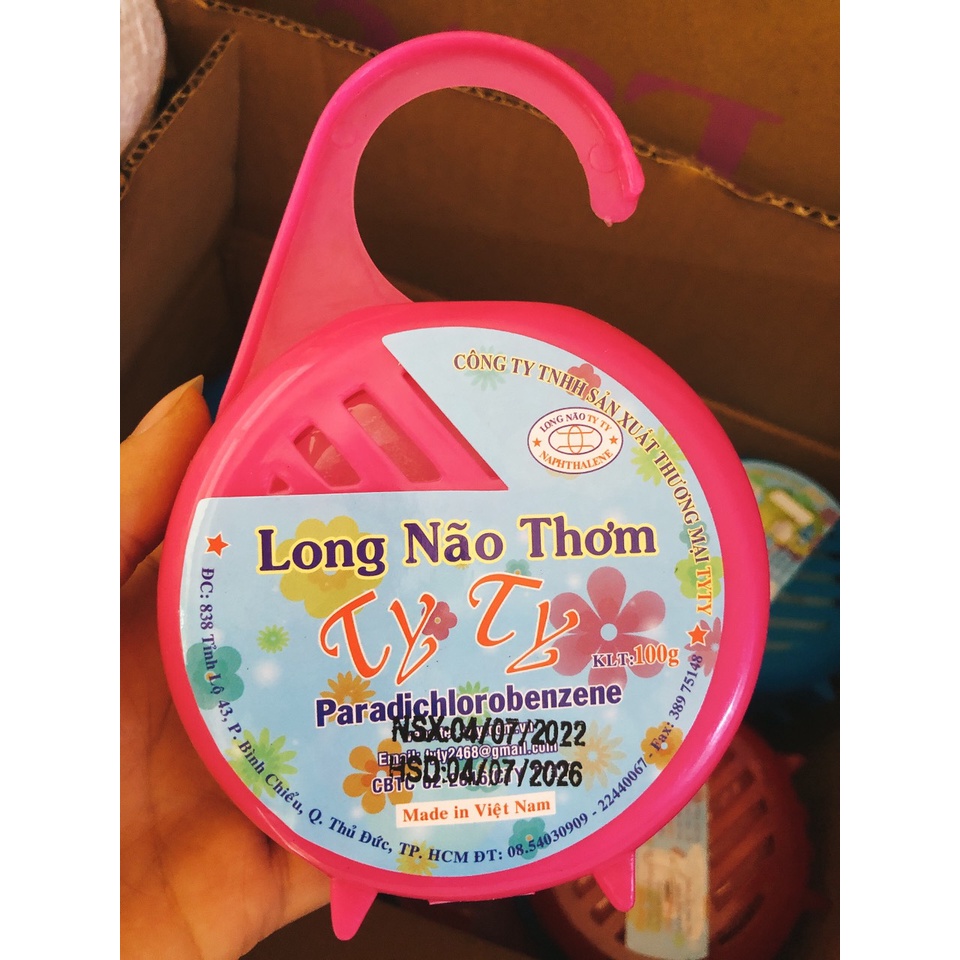 CÔNG TY TNHH SẢN XUẤT THƯƠNG MẠI TYTY
LONG NÃO TY TY
NAPHTHALENE
Long Não Thơm
Ty Ty
KLT:100g
Paradichlorobenzene
NSX:04/07/2022
HSD:04/07/2026
Made in Việt Nam
ĐC: 838 Tỉnh Lộ 43, P. Bình Chiểu, Q. Thủ Đức, TP. HCM ĐT: 08.54030909 - 22440067 - Fax: 389 75148